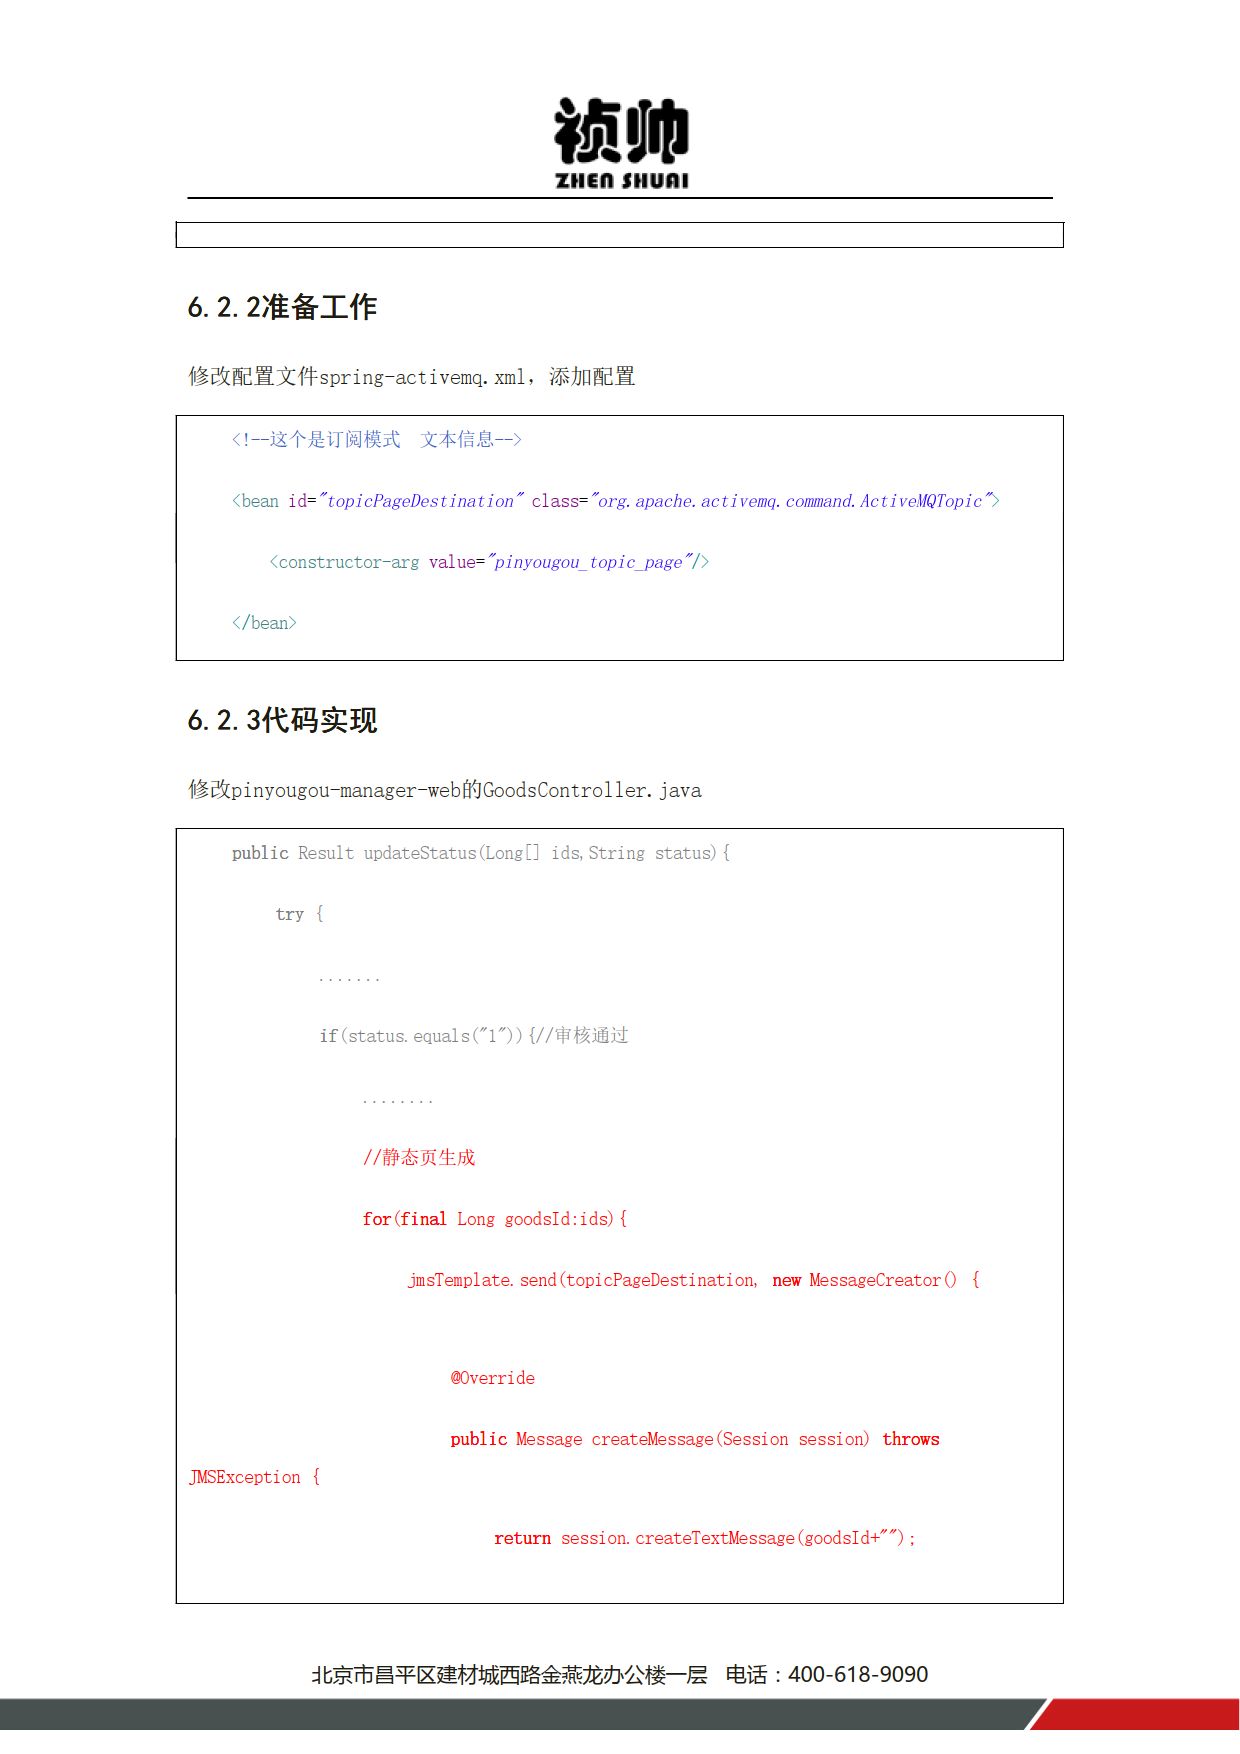 祯帅
ZHEN SHUAI
6.2.2准备工作
修改配置文件spring-activemq.xml，添加配置
<!--这个是订阅模式  文本信息-->
<bean id="topicPageDestination" class="org.apache.activemq.command.ActiveMQTopic">
<constructor-arg value="pinyougou_topic_page"/>
</bean>
6.2.3代码实现
修改pinyougou-manager-web的GoodsController.java
public Result updateStatus(Long[] ids,String status){
try {
.......
if(status.equals("1")){//审核通过
........
//静态页生成
for(final Long goodsId:ids){
jmsTemplate.send(topicPageDestination, new MessageCreator() {
@Override
public Message createMessage(Session session) throws
JMSException {
return session.createTextMessage(goodsId+"");
北京市昌平区建材城西路金燕龙办公楼一层  电话：400-618-9090